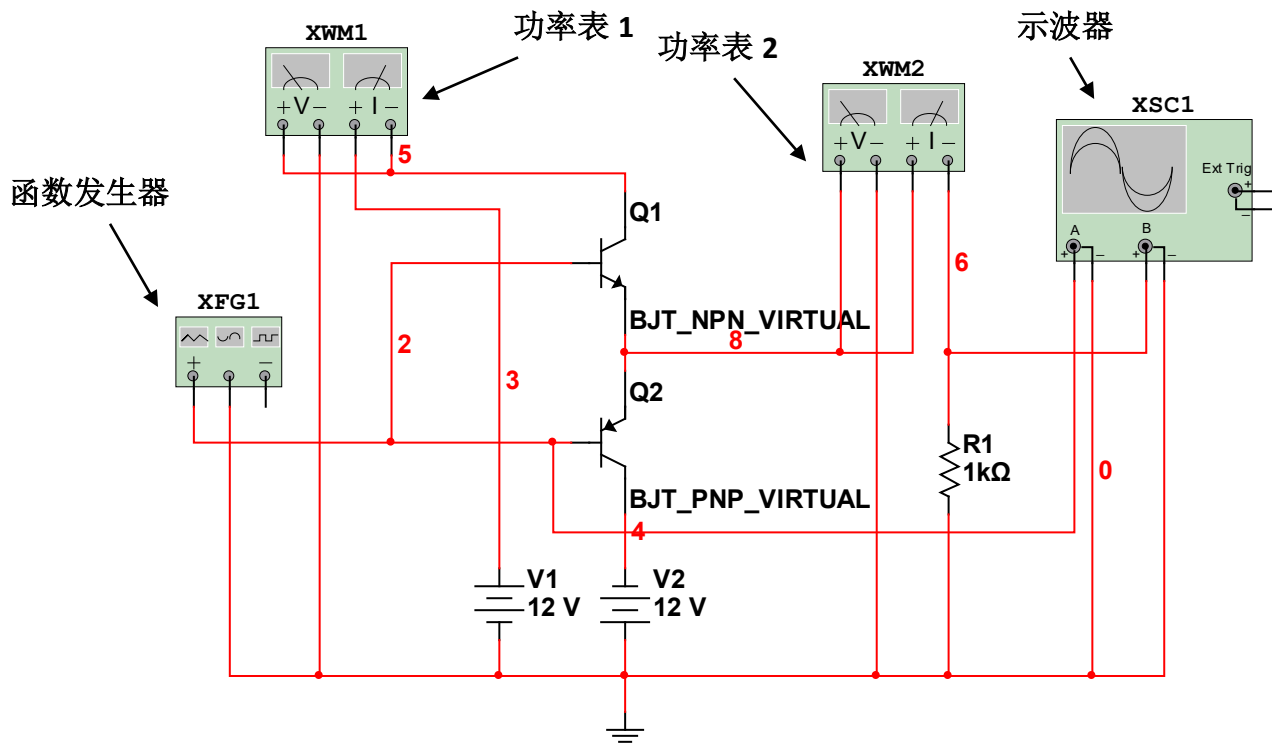 示波器
功率表 1
功率表 2
XWM1
XWM2
XSC1
+ V − + I −
+ V − + I −
Ext Trig
+
−
A
B
+ − + −
5
函数发生器
Q1
6
XFG1
BJT_NPN_VIRTUAL
2
8
+ −
3
Q2
R1
1kΩ
0
BJT_PNP_VIRTUAL
4
V1
12 V
V2
12 V